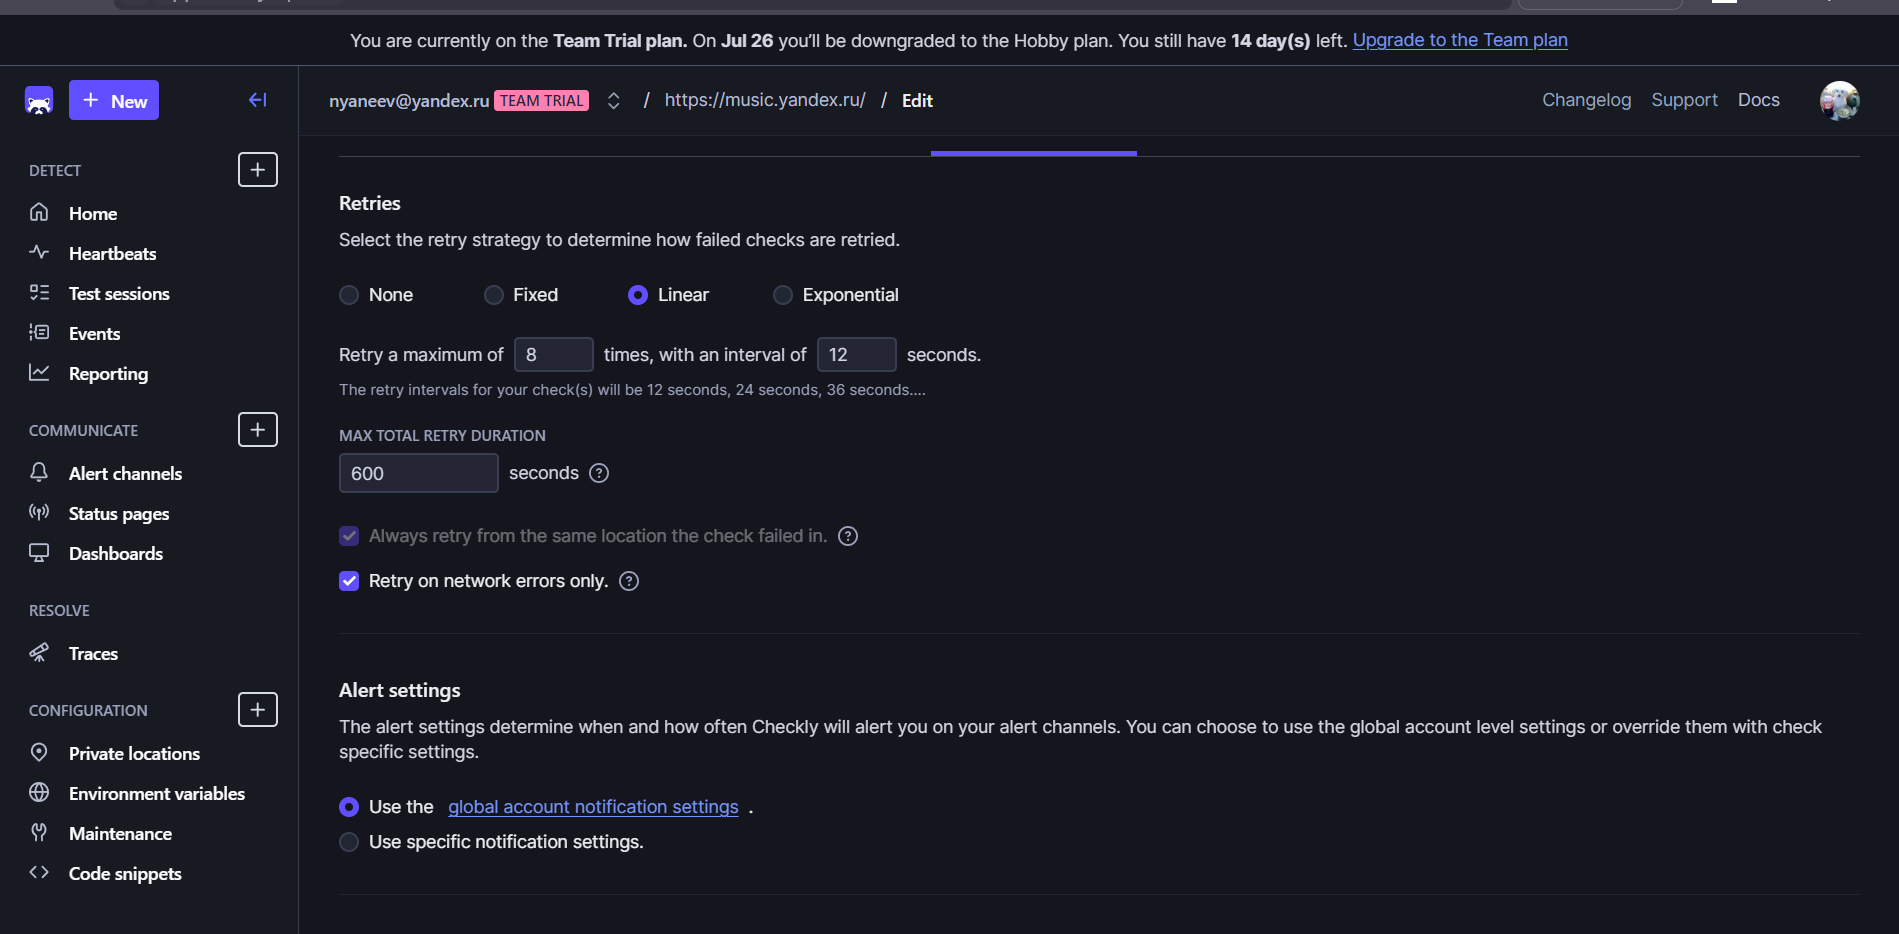 You are currently on the Team Trial plan. On Jul 26 you'll be downgraded to the Hobby plan. You still have 14 day(s) left. Upgrade to the Team plan
New
nyaneev@yandex.ru TEAM TRIAL / https://music.yandex.ru/ / Edit
Changelog Support Docs
DETECT
Home
Heartbeats
Test sessions
Events
Reporting
COMMUNICATE
Alert channels
Status pages
Dashboards
RESOLVE
Traces
CONFIGURATION
Private locations
Environment variables
Maintenance
Code snippets
Retries
Select the retry strategy to determine how failed checks are retried.
None Fixed Linear Exponential
Retry a maximum of 8 times, with an interval of 12 seconds.
The retry intervals for your check(s) will be 12 seconds, 24 seconds, 36 seconds....
MAX TOTAL RETRY DURATION
600 seconds
Always retry from the same location the check failed in.
Retry on network errors only.
Alert settings
The alert settings determine when and how often Checkly will alert you on your alert channels. You can choose to use the global account level settings or override them with check
specific settings.
Use the global account notification settings .
Use specific notification settings.